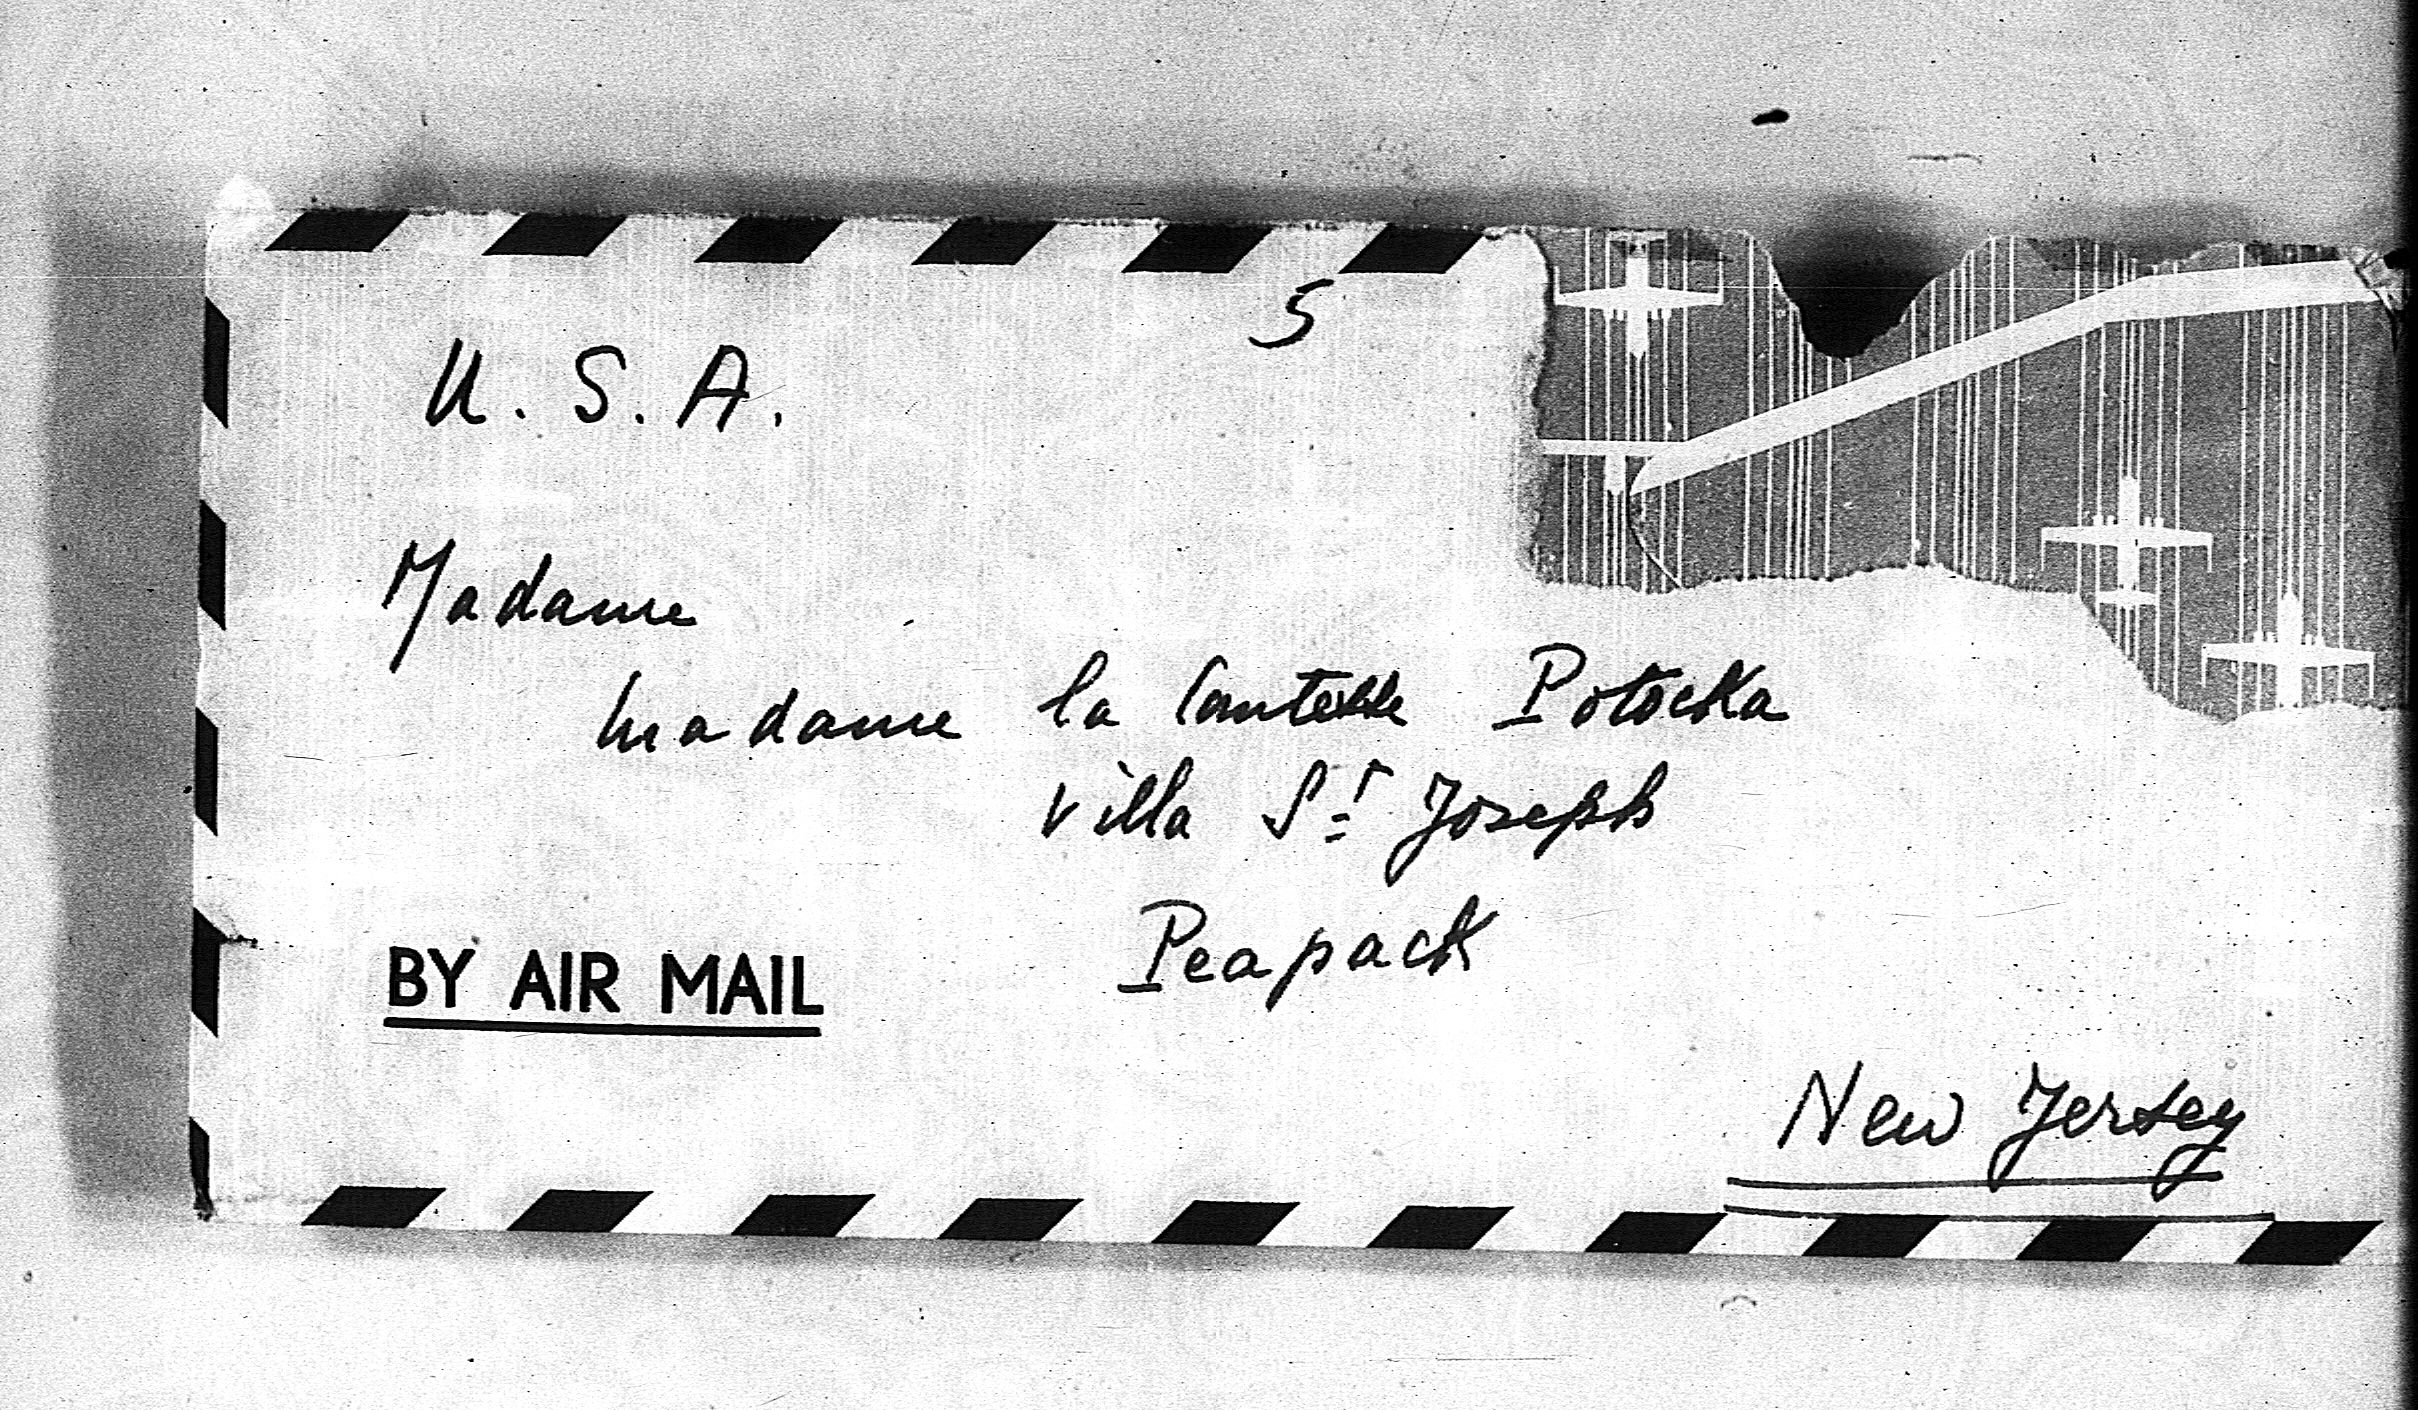 5
U. S. A.
Madame
madame la Comtesse Potocka
villa St Joseph
Peapack
BY AIR MAIL
New Jersey